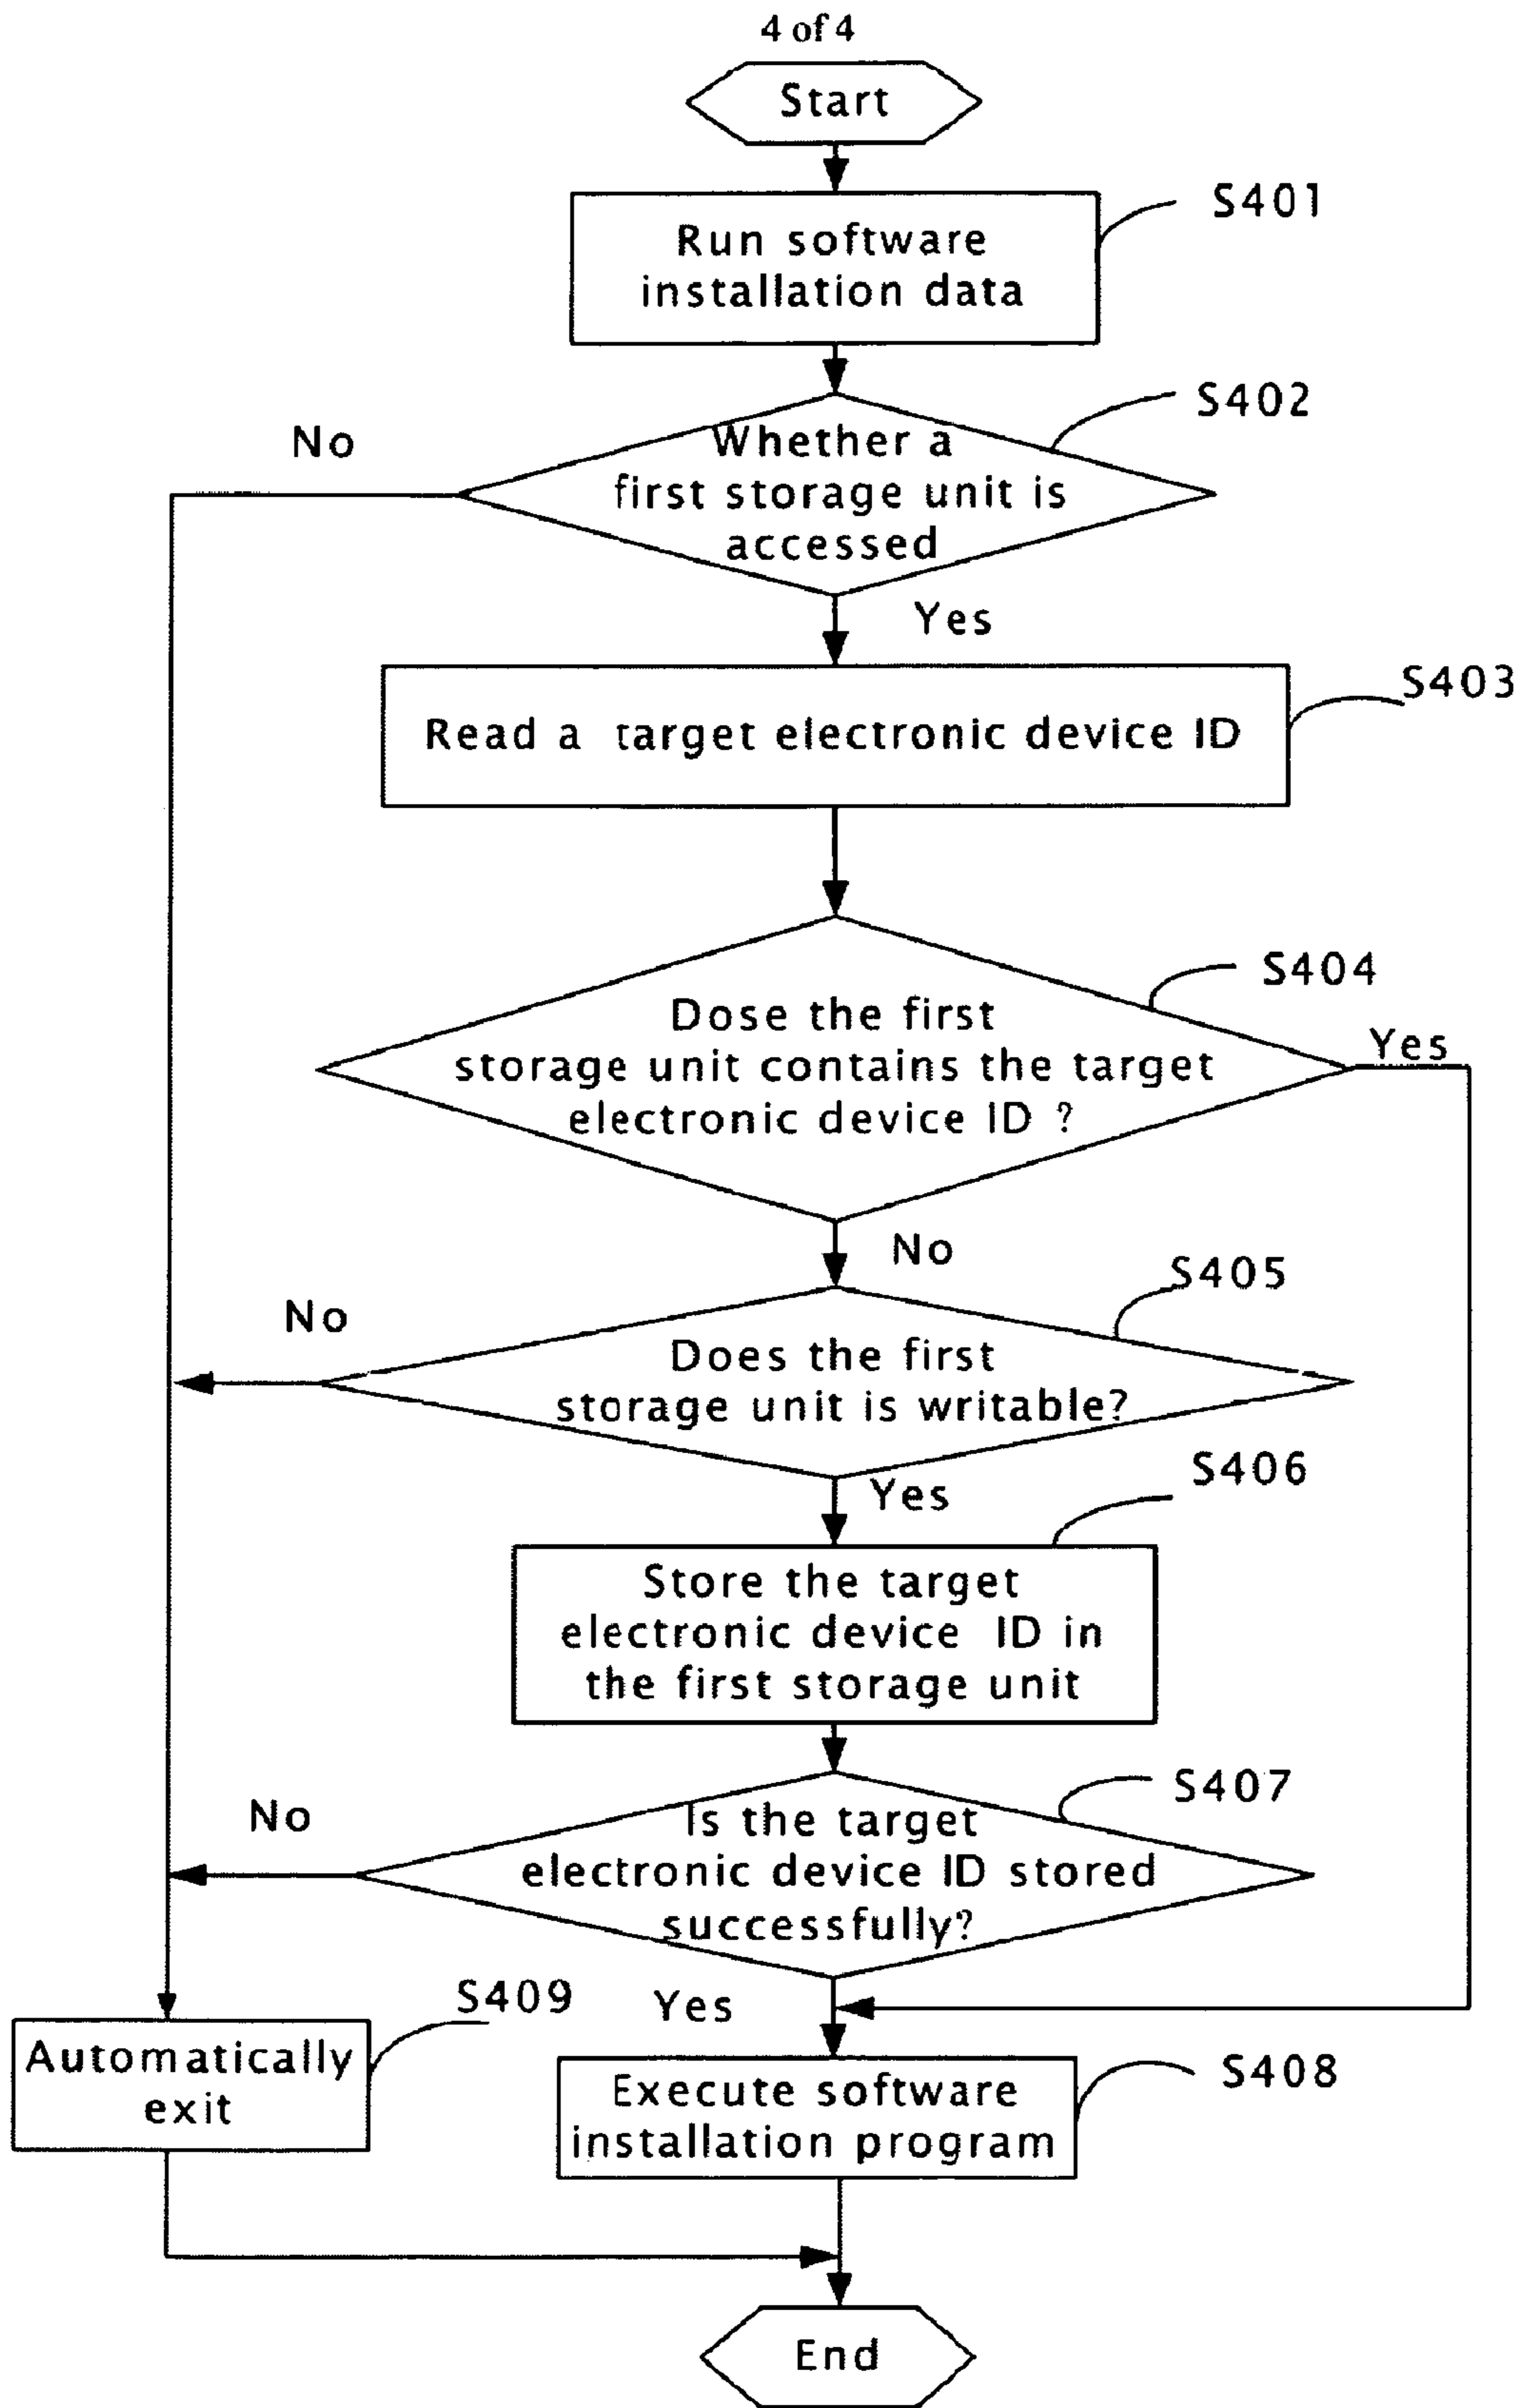 4 of 4
Start
S401
Run software
installation data
S402
No
Whether a
first storage unit is
accessed
Yes
S403
Read a target electronic device ID
S404
Dose the first
storage unit contains the target
electronic device ID ?
Yes
No
S405
No
Does the first
storage unit is writable?
Yes
S406
Store the target
electronic device ID in
the first storage unit
S407
No
Is the target
electronic device ID stored
successfully?
Yes
S409
Automatically
exit
S408
Execute software
installation program
End